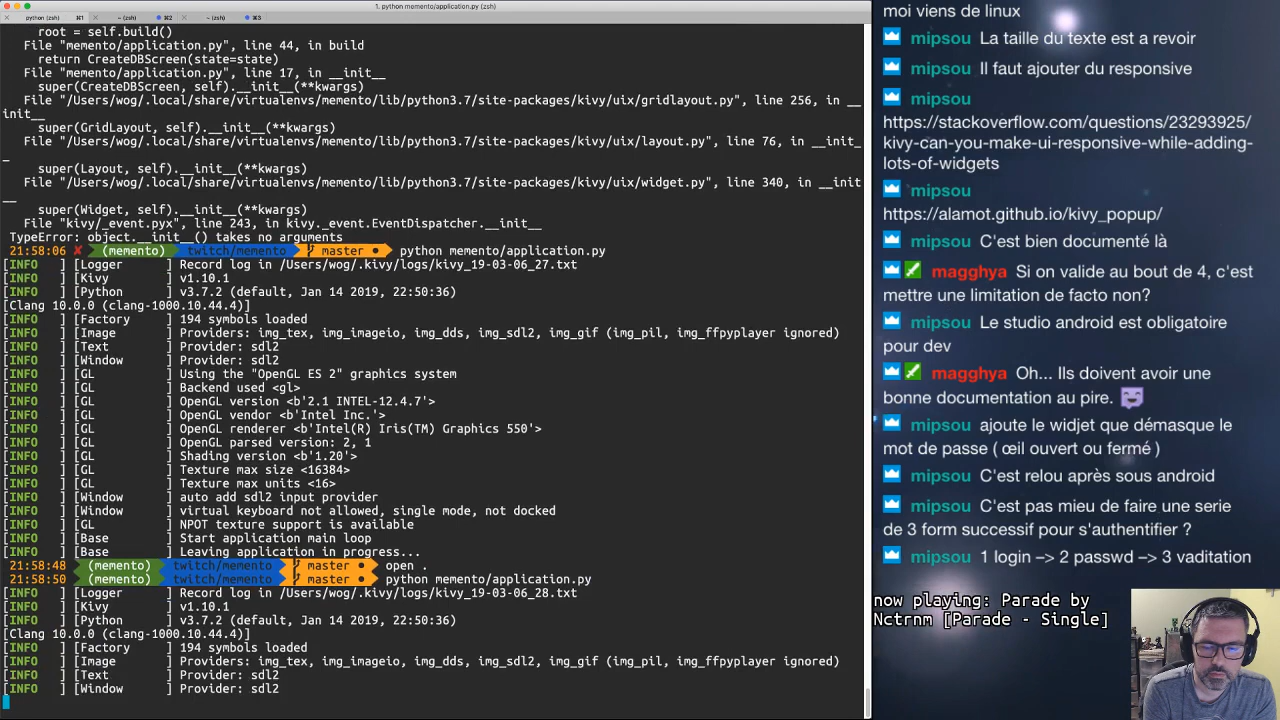 1. python memento/application.py (zsh)
python (zsh) ⌘1 ~ (zsh) ⌘2 ~ (zsh) ⌘3
root = self.build()
File "memento/application.py", line 44, in build
return CreateDBScreen(state=state)
File "memento/application.py", line 17, in __init__
super(CreateDBScreen, self).__init__(**kwargs)
File "/Users/wog/.local/share/virtualenvs/memento/lib/python3.7/site-packages/kivy/uix/gridlayout.py", line 256, in __
init__
super(GridLayout, self).__init__(**kwargs)
File "/Users/wog/.local/share/virtualenvs/memento/lib/python3.7/site-packages/kivy/uix/layout.py", line 76, in __init_
_
super(Layout, self).__init__(**kwargs)
File "/Users/wog/.local/share/virtualenvs/memento/lib/python3.7/site-packages/kivy/uix/widget.py", line 340, in __init
__
super(Widget, self).__init__(**kwargs)
File "kivy/_event.pyx", line 243, in kivy._event.EventDispatcher.__init__
TypeError: object.__init__() takes no arguments
21:58:06 ✘ (memento) twitch/memento master ● python memento/application.py
[INFO ] [Logger ] Record log in /Users/wog/.kivy/logs/kivy_19-03-06_27.txt
[INFO ] [Kivy ] v1.10.1
[INFO ] [Python ] v3.7.2 (default, Jan 14 2019, 22:50:36)
[Clang 10.0.0 (clang-1000.10.44.4)]
[INFO ] [Factory ] 194 symbols loaded
[INFO ] [Image ] Providers: img_tex, img_imageio, img_dds, img_sdl2, img_gif (img_pil, img_ffpyplayer ignored)
[INFO ] [Text ] Provider: sdl2
[INFO ] [Window ] Provider: sdl2
[INFO ] [GL ] Using the "OpenGL ES 2" graphics system
[INFO ] [GL ] Backend used <gl>
[INFO ] [GL ] OpenGL version <b'2.1 INTEL-12.4.7'>
[INFO ] [GL ] OpenGL vendor <b'Intel Inc.'>
[INFO ] [GL ] OpenGL renderer <b'Intel(R) Iris(TM) Graphics 550'>
[INFO ] [GL ] OpenGL parsed version: 2, 1
[INFO ] [GL ] Shading version <b'1.20'>
[INFO ] [GL ] Texture max size <16384>
[INFO ] [GL ] Texture max units <16>
[INFO ] [Window ] auto add sdl2 input provider
[INFO ] [Window ] virtual keyboard not allowed, single mode, not docked
[INFO ] [GL ] NPOT texture support is available
[INFO ] [Base ] Start application main loop
[INFO ] [Base ] Leaving application in progress...
21:58:48 (memento) twitch/memento master ● open .
21:58:50 (memento) twitch/memento master ● python memento/application.py
[INFO ] [Logger ] Record log in /Users/wog/.kivy/logs/kivy_19-03-06_28.txt
[INFO ] [Kivy ] v1.10.1
[INFO ] [Python ] v3.7.2 (default, Jan 14 2019, 22:50:36)
[Clang 10.0.0 (clang-1000.10.44.4)]
[INFO ] [Factory ] 194 symbols loaded
[INFO ] [Image ] Providers: img_tex, img_imageio, img_dds, img_sdl2, img_gif (img_pil, img_ffpyplayer ignored)
[INFO ] [Text ] Provider: sdl2
[INFO ] [Window ] Provider: sdl2
moi viens de linux
mipsou La taille du texte est a revoir
mipsou Il faut ajouter du responsive
mipsou
https://stackoverflow.com/questions/23293925/
kivy-can-you-make-ui-responsive-while-adding-
lots-of-widgets
mipsou
https://alamot.github.io/kivy_popup/
mipsou C'est bien documenté là
magghya Si on valide au bout de 4, c'est
mettre une limitation de facto non?
mipsou Le studio android est obligatoire
pour dev
magghya Oh... Ils doivent avoir une
bonne documentation au pire.
mipsou ajoute le widjet que démasque le
mot de passe ( œil ouvert ou fermé )
mipsou C'est relou après sous android
mipsou C'est pas mieu de faire une serie
de 3 form successif pour s'authentifier ?
mipsou 1 login –> 2 passwd –> 3 vaditation
now playing: Parade by
Nctrnm [Parade - Single]